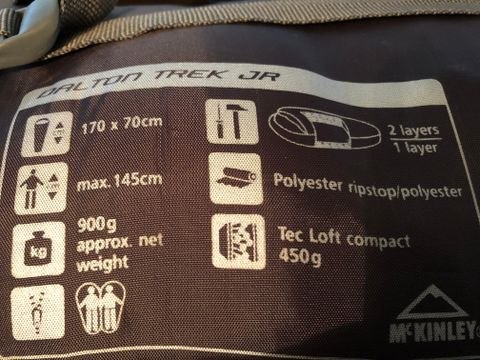 DALTON TREK JR
170 x 70cm
max. 145cm
900g
approx. net
weight
kg
2 layers
1 layer
Polyester ripstop/polyester
Tec Loft compact
450g
McKINLEY